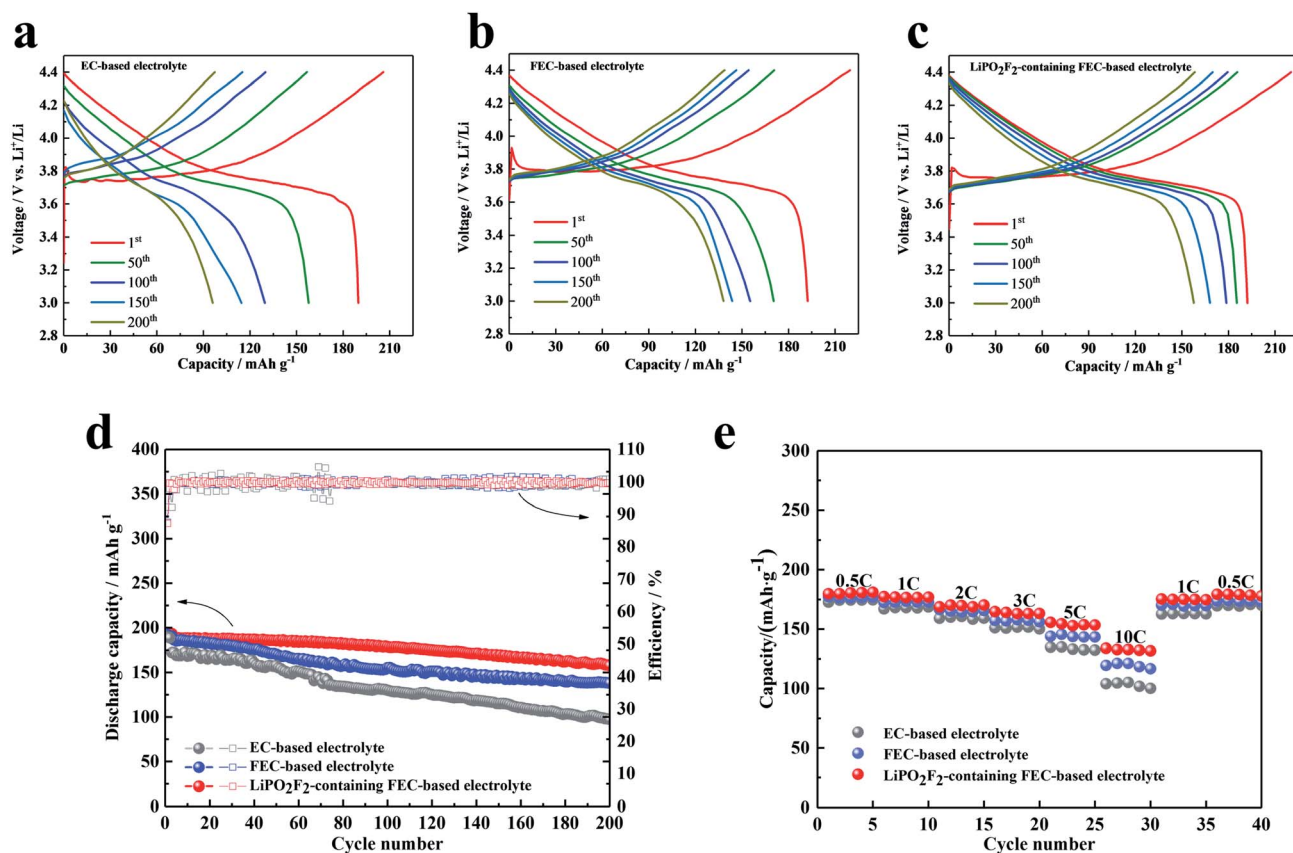 a
EC-based electrolyte
4.4
4.2
4.0
3.8
3.6
3.4
3.2
3.0
2.8
Voltage / V vs. Li⁺/Li
1ˢᵗ
50ᵗʰ
100ᵗʰ
150ᵗʰ
200ᵗʰ
0 30 60 90 120 150 180 210
Capacity / mAh g⁻¹
b
FEC-based electrolyte
4.4
4.2
4.0
3.8
3.6
3.4
3.2
3.0
2.8
Voltage / V vs. Li⁺/Li
1ˢᵗ
50ᵗʰ
100ᵗʰ
150ᵗʰ
200ᵗʰ
0 30 60 90 120 150 180 210
Capacity / mAh g⁻¹
c
LiPO₂F₂-containing FEC-based electrolyte
4.4
4.2
4.0
3.8
3.6
3.4
3.2
3.0
2.8
Voltage / V vs. Li⁺/Li
1ˢᵗ
50ᵗʰ
100ᵗʰ
150ᵗʰ
200ᵗʰ
0 30 60 90 120 150 180 210
Capacity / mAh g⁻¹
d
400
350
300
250
200
150
100
50
0
Discharge capacity / mAh g⁻¹
110
100
90
80
70
60
50
40
30
20
10
0
Efficiency / %
EC-based electrolyte
FEC-based electrolyte
LiPO₂F₂-containing FEC-based electrolyte
0 20 40 60 80 100 120 140 160 180 200
Cycle number
e
300
250
200
150
100
50
0
Capacity/(mAh·g⁻¹)
0.5C 1C 2C 3C 5C 10C 1C 0.5C
EC-based electrolyte
FEC-based electrolyte
LiPO₂F₂-containing FEC-based electrolyte
0 5 10 15 20 25 30 35 40
Cycle number